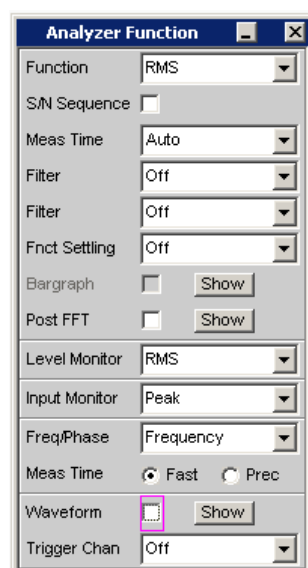 Analyzer Function
Function RMS
S/N Sequence
Meas Time Auto
Filter Off
Filter Off
Fnct Settling Off
Bargraph Show
Post FFT Show
Level Monitor RMS
Input Monitor Peak
Freq/Phase Frequency
Meas Time Fast Prec
Waveform Show
Trigger Chan Off